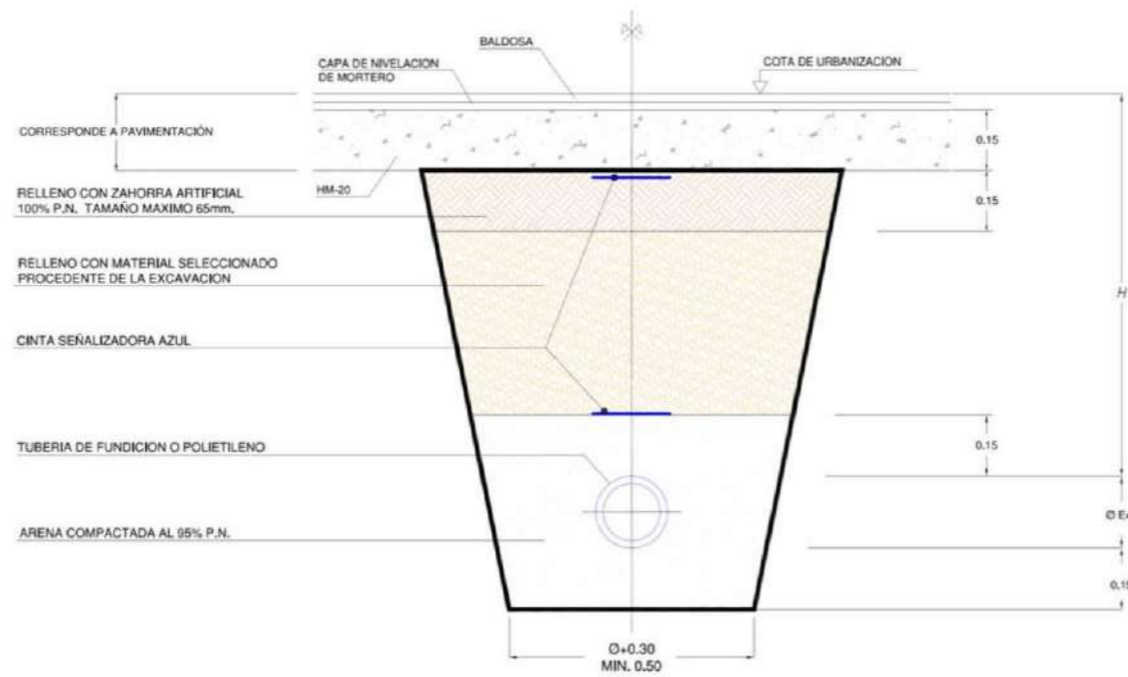 BALDOSA
CAPA DE NIVELACION
DE MORTERO
COTA DE URBANIZACION
CORRESPONDE A PAVIMENTACIÓN
0.15
HM-20
RELLENO CON ZAHORRA ARTIFICIAL
100% P.N. TAMAÑO MAXIMO 65mm.
0.15
RELLENO CON MATERIAL SELECCIONADO
PROCEDENTE DE LA EXCAVACION
H
CINTA SEÑALIZADORA AZUL
TUBERIA DE FUNDICION O POLIETILENO
0.15
Ø E
ARENA COMPACTADA AL 95% P.N.
0.15
Ø+0.30
MIN. 0.50